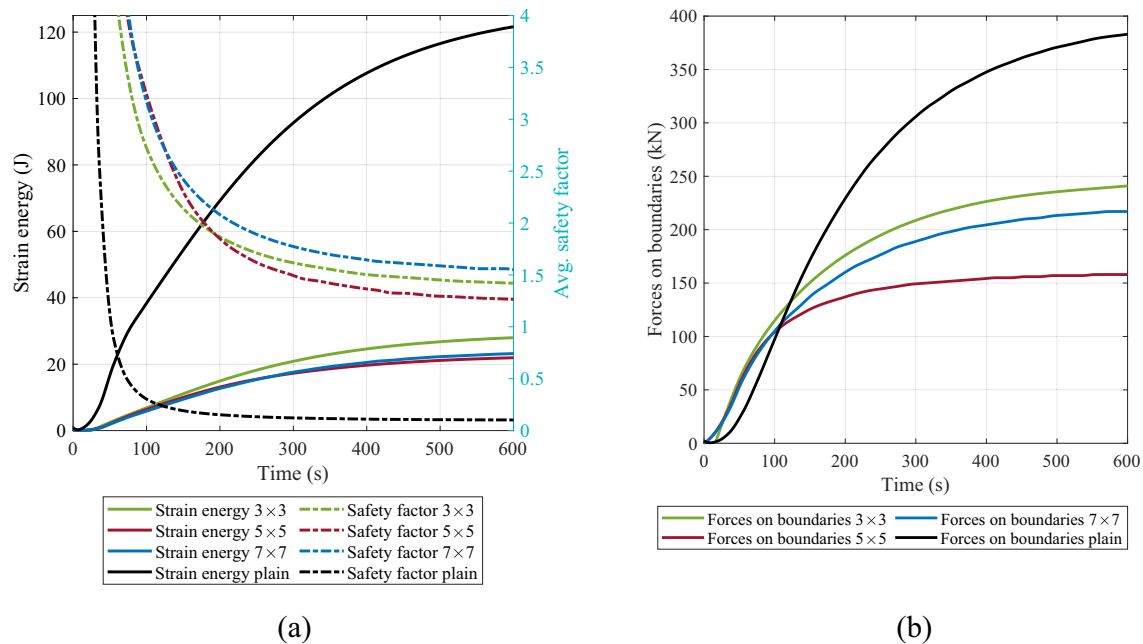 120
100
80
60
40
20
0
Strain energy (J)
4
3.5
3
2.5
2
1.5
1
0.5
0
Avg. safety factor
0 100 200 300 400 500 600
Time (s)
Strain energy 3×3
Strain energy 5×5
Strain energy 7×7
Strain energy plain
Safety factor 3×3
Safety factor 5×5
Safety factor 7×7
Safety factor plain
(a)
400
350
300
250
200
150
100
50
0
Forces on boundaries (kN)
0 100 200 300 400 500 600
Time (s)
Forces on boundaries 3×3
Forces on boundaries 5×5
Forces on boundaries 7×7
Forces on boundaries plain
(b)